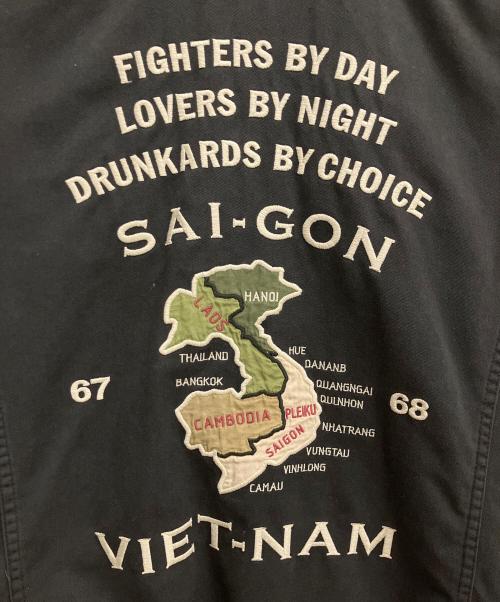 FIGHTERS BY DAY
LOVERS BY NIGHT
DRUNKARDS BY CHOICE
SAI-GON
HANOI
LAOS
THAILAND
HUE
DANANB
BANGKOK
QUANGNGAI
QUINHON
67
68
CAMBODIA
PLEIKU
NHATRANG
SAIGON
VUNGTAU
VINHLONG
CAMAU
VIET-NAM